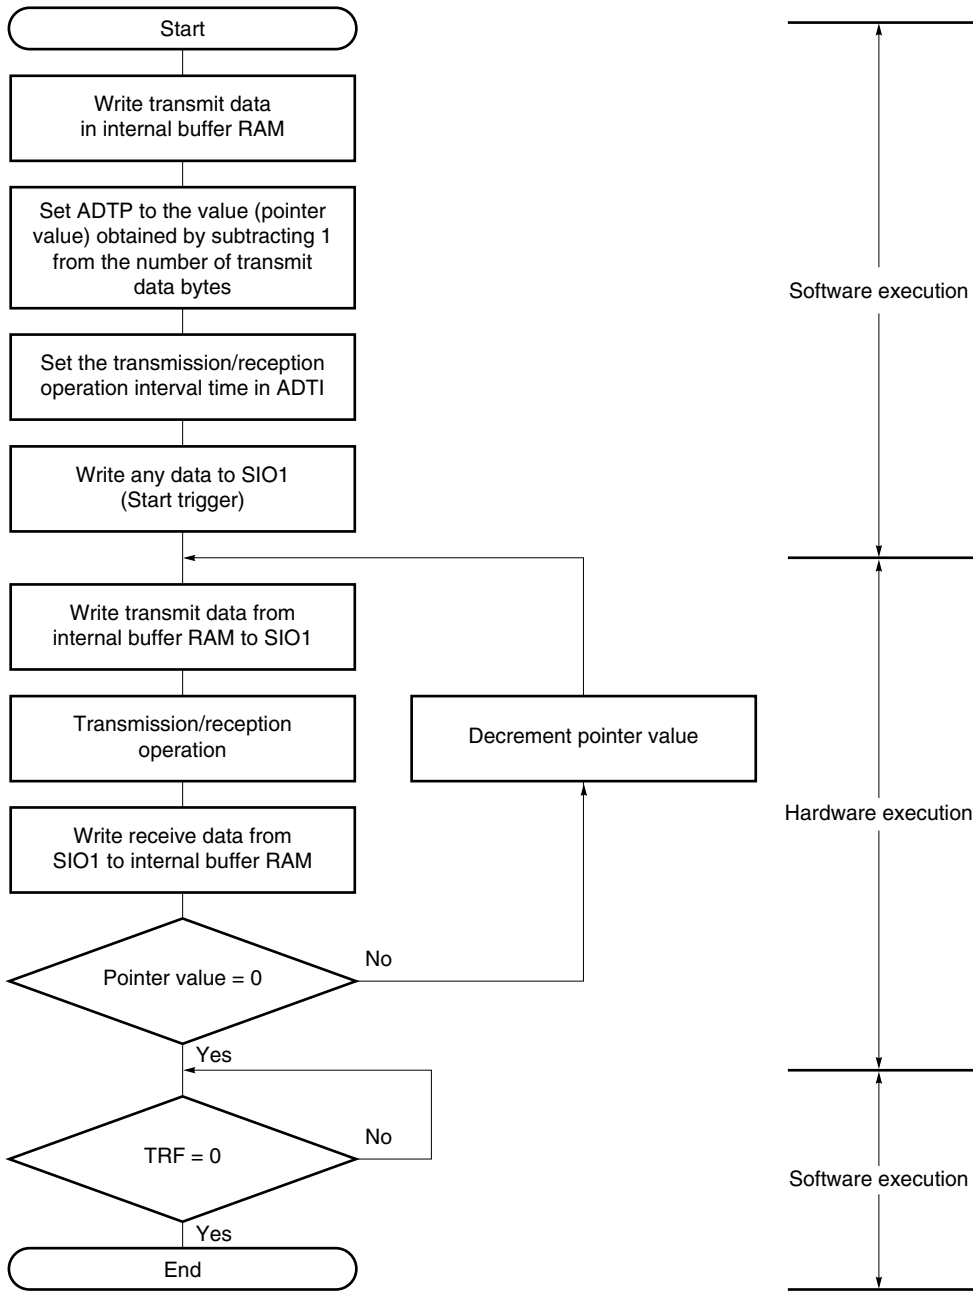 Start
Write transmit data
in internal buffer RAM
Set ADTP to the value (pointer
value) obtained by subtracting 1
from the number of transmit
data bytes
Software execution
Set the transmission/reception
operation interval time in ADTI
Write any data to SIO1
(Start trigger)
Write transmit data from
internal buffer RAM to SIO1
Transmission/reception
operation
Decrement pointer value
Hardware execution
Write receive data from
SIO1 to internal buffer RAM
Pointer value = 0
No
Yes
TRF = 0
No
Software execution
Yes
End